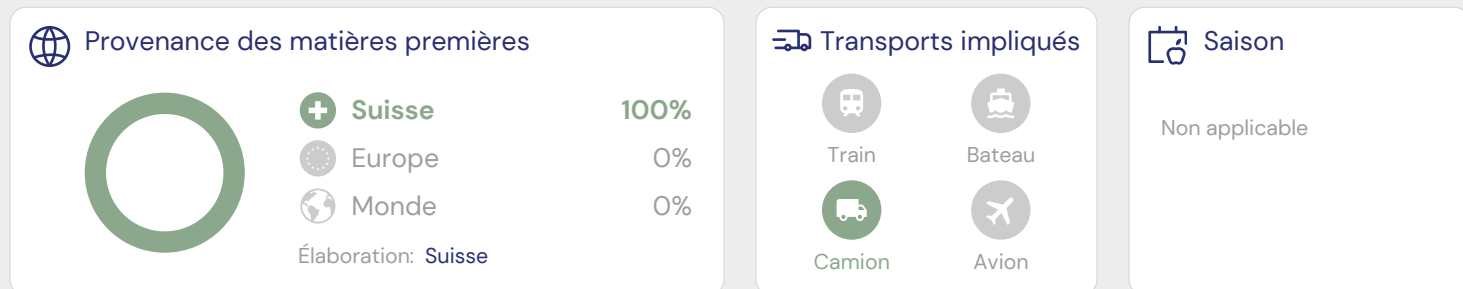 Provenance des matières premières
Suisse 100%
Europe 0%
Monde 0%
Élaboration: Suisse
Transports impliqués
Train Bateau
Camion Avion
Saison
Non applicable